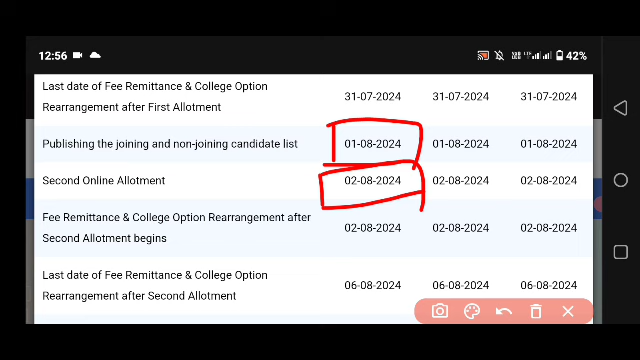 12:56 42%
Last date of Fee Remittance & College Option
Rearrangement after First Allotment
31-07-2024 31-07-2024 31-07-2024
Publishing the joining and non-joining candidate list 01-08-2024 01-08-2024 01-08-2024
Second Online Allotment 02-08-2024 02-08-2024 02-08-2024
Fee Remittance & College Option Rearrangement after
Second Allotment begins
02-08-2024 02-08-2024 02-08-2024
Last date of Fee Remittance & College Option
Rearrangement after Second Allotment
06-08-2024 06-08-2024 06-08-2024